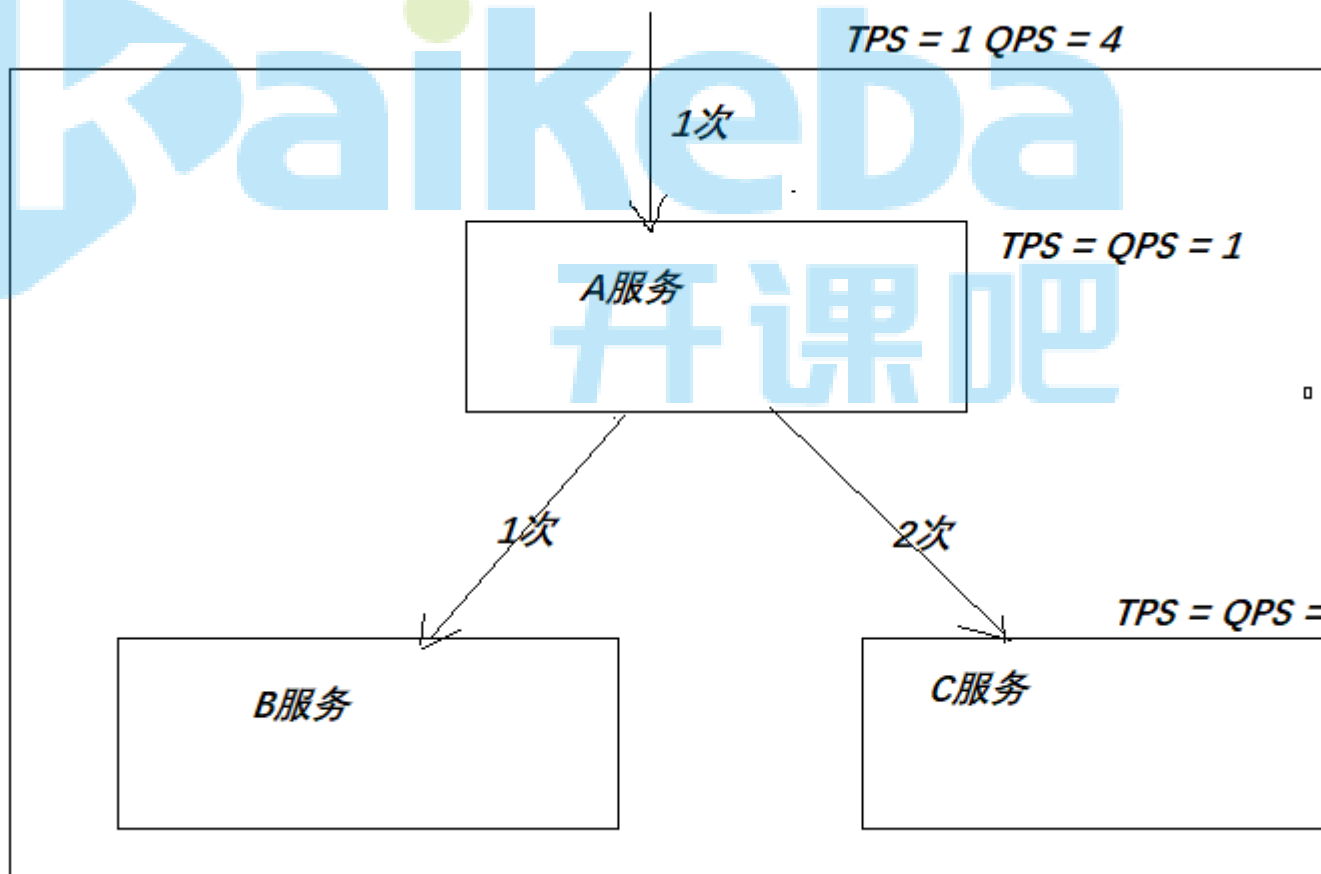 Kaikeba
开课吧
TPS = 1 QPS = 4
1次
TPS = QPS = 1
A服务
1次
2次
TPS = QPS =
B服务
C服务